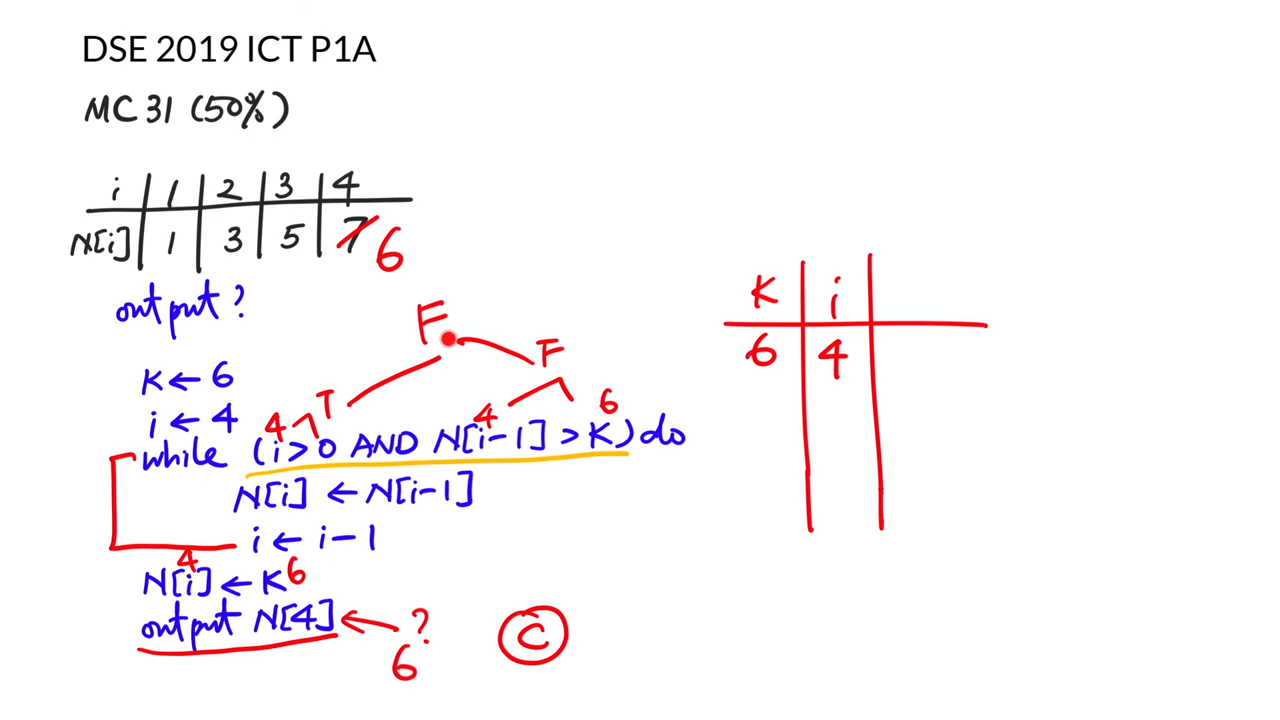 DSE 2019 ICT P1A
MC 31 (50%)
i 1 2 3 4
N[i] 1 3 5 7 6
output?
F
F
T
K i
6 4
K ← 6
i ← 4
4 4 6
while (i > 0 AND N[i-1] > K) do
N[i] ← N[i-1]
i ← i - 1
4
N[i] ← K 6
output N[4] ← ?
6
C